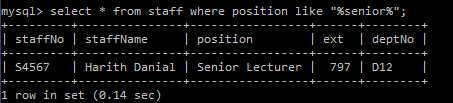 mysql> select * from staff where position like "%senior%";
+---------+----------------+-----------------+------+--------+
| staffNo | staffName | position | ext | deptNo |
+---------+----------------+-----------------+------+--------+
| S4567 | Harith Danial | Senior Lecturer | 797 | D12 |
+---------+----------------+-----------------+------+--------+
1 row in set (0.14 sec)